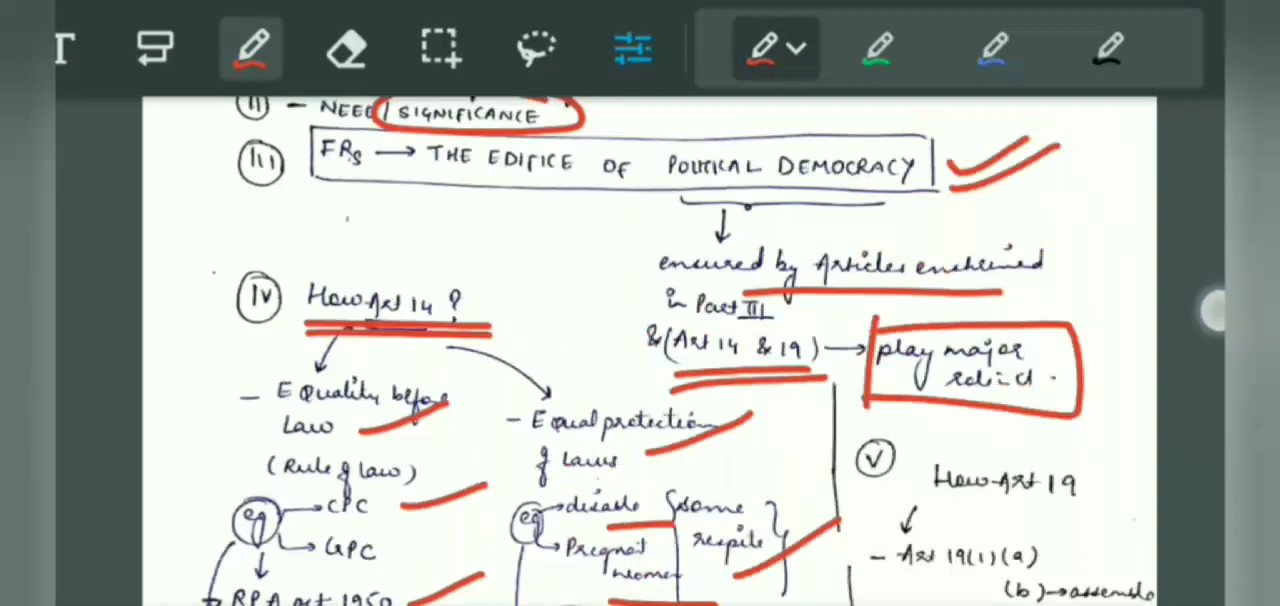 T
(ii) - NEED / SIGNIFICANCE
(iii) FRs → THE EDIFICE OF POLITICAL DEMOCRACY
ensured by Articles enshrined
in Part III
& (Art 14 & 19) → play major
(iv) How Art 14 ?
- Equality before
Law
(Rule of law)
eg → CPC
→
RPA act 1950
- Equal protection
of Laws
eg → disable { some
respite }
→ Pregnant
women
(v) How Art 19
- Art 19(1)(a)
(b) → assemble